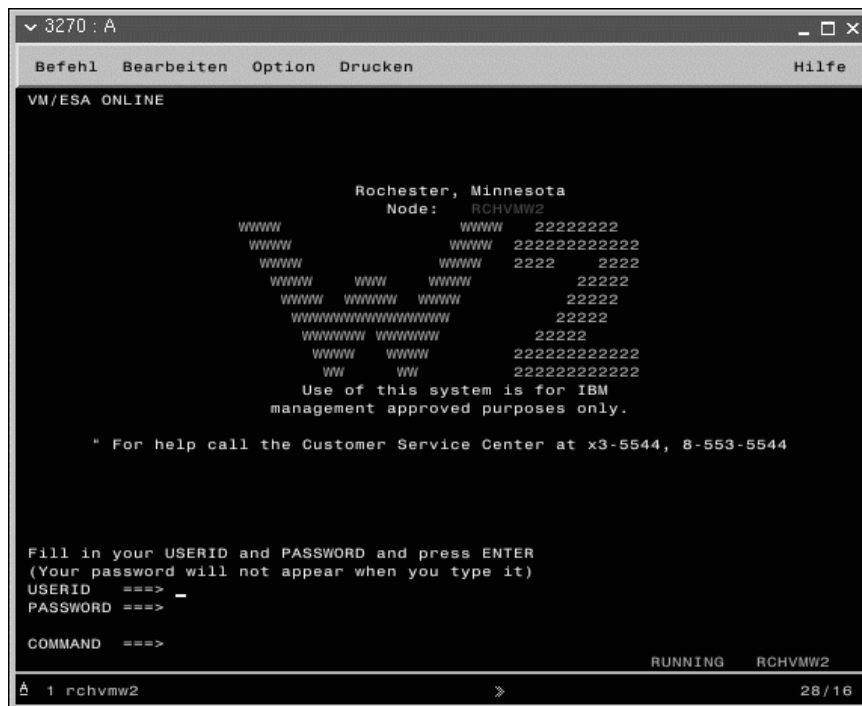 3270 : A
Befehl Bearbeiten Option Drucken Hilfe
VM/ESA ONLINE
Rochester, Minnesota
Node: RCHVMW2
WWWW WWWW 22222222
WWWW WWWW 222222222222
WWWW WWWW 2222 2222
WWWW WWW WWWW 22222
WWWW WWWWW WWWW 22222
WWWWWWWWWWWWWWW 22222
WWWWWW WWWWWW 22222
WWWW WWWW 222222222222
WW WW 222222222222
Use of this system is for IBM
management approved purposes only.
" For help call the Customer Service Center at x3-5544, 8-553-5544
Fill in your USERID and PASSWORD and press ENTER
(Your password will not appear when you type it)
USERID ===> _
PASSWORD ===>
COMMAND ===>
RUNNING RCHVMW2
A 1 rchvmw2 » 28/16